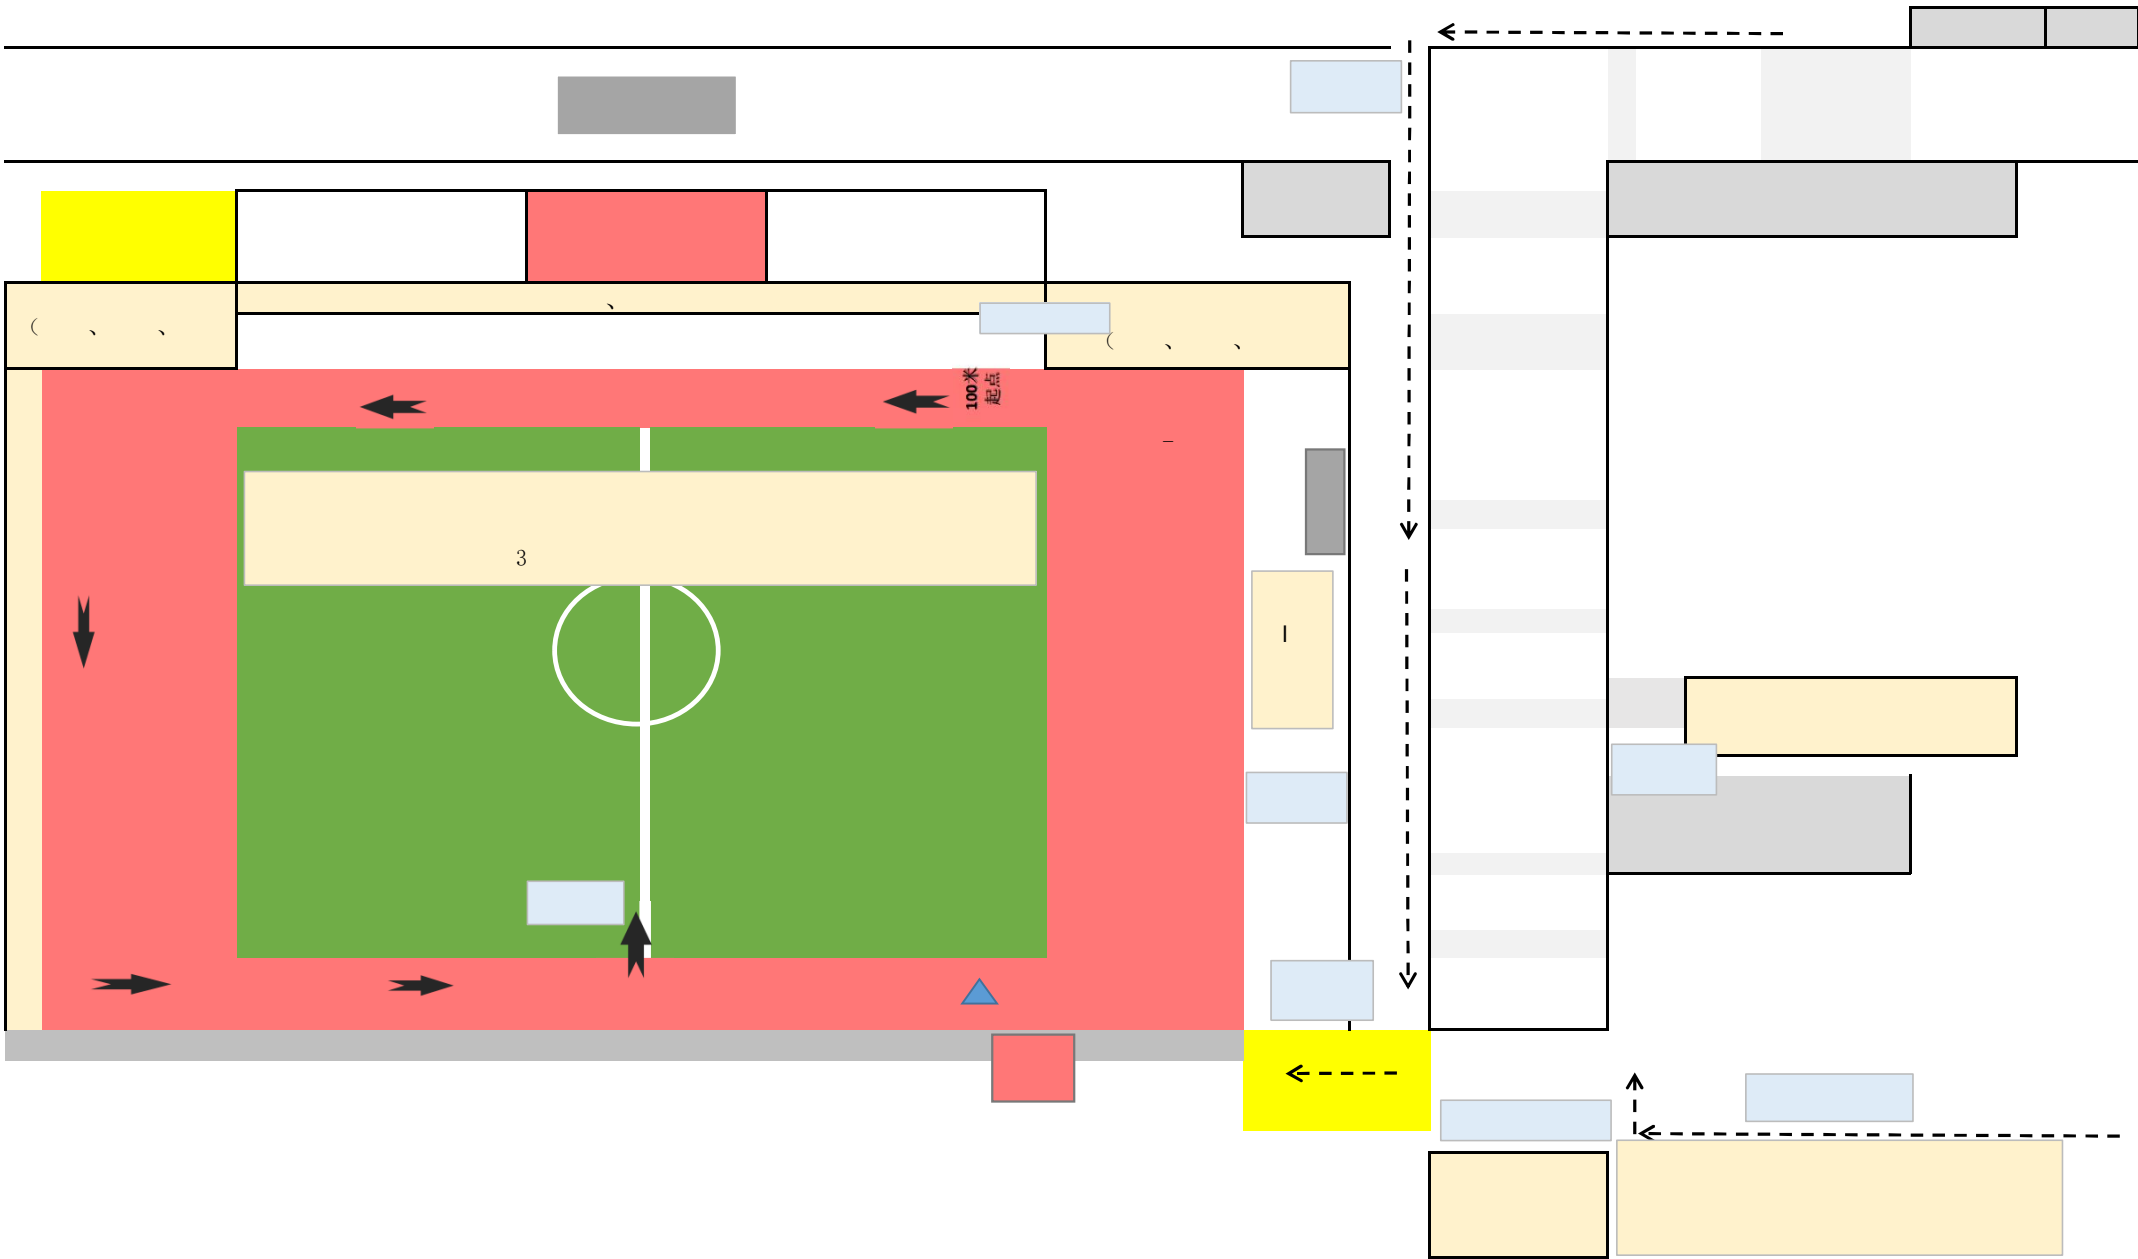 、
（　　、　　、
（　　、　　、
100米
起点
—
3